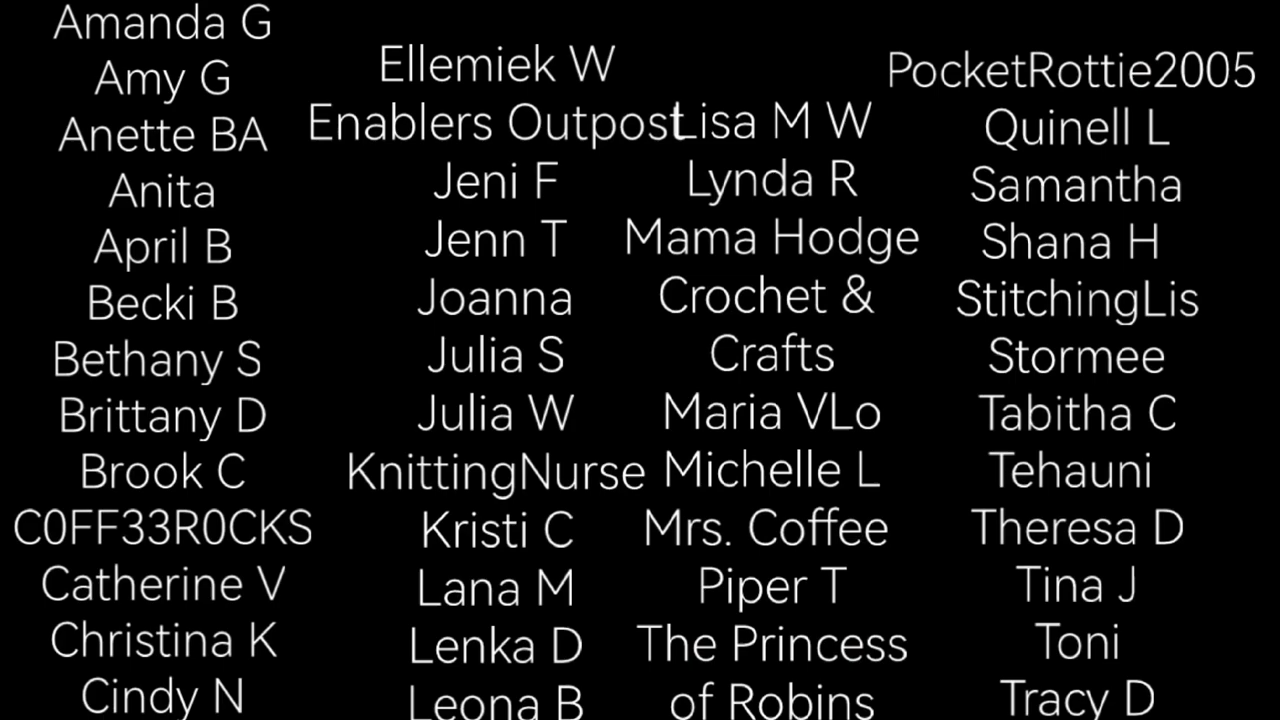 Amanda G
Amy G
Anette BA
Anita
April B
Becki B
Bethany S
Brittany D
Brook C
C0FF33R0CKS
Catherine V
Christina K
Cindy N
Ellemiek W
Enablers Outpost
Jeni F
Jenn T
Joanna
Julia S
Julia W
KnittingNurse
Kristi C
Lana M
Lenka D
Leona B
Lisa M W
Lynda R
Mama Hodge
Crochet &
Crafts
Maria VLo
Michelle L
Mrs. Coffee
Piper T
The Princess
of Robins
PocketRottie2005
Quinell L
Samantha
Shana H
StitchingLis
Stormee
Tabitha C
Tehauni
Theresa D
Tina J
Toni
Tracy D